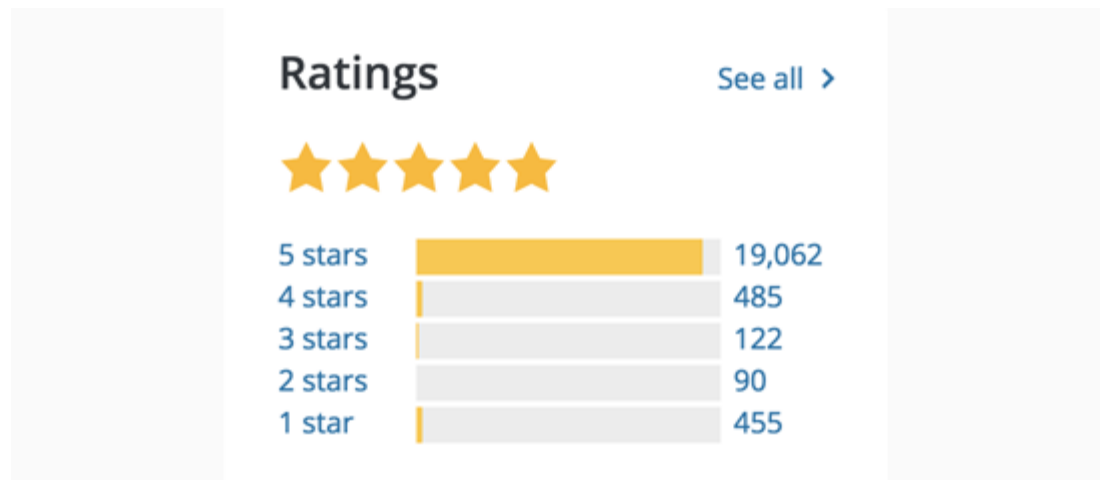 Ratings See all
5 stars 19,062
4 stars 485
3 stars 122
2 stars 90
1 star 455